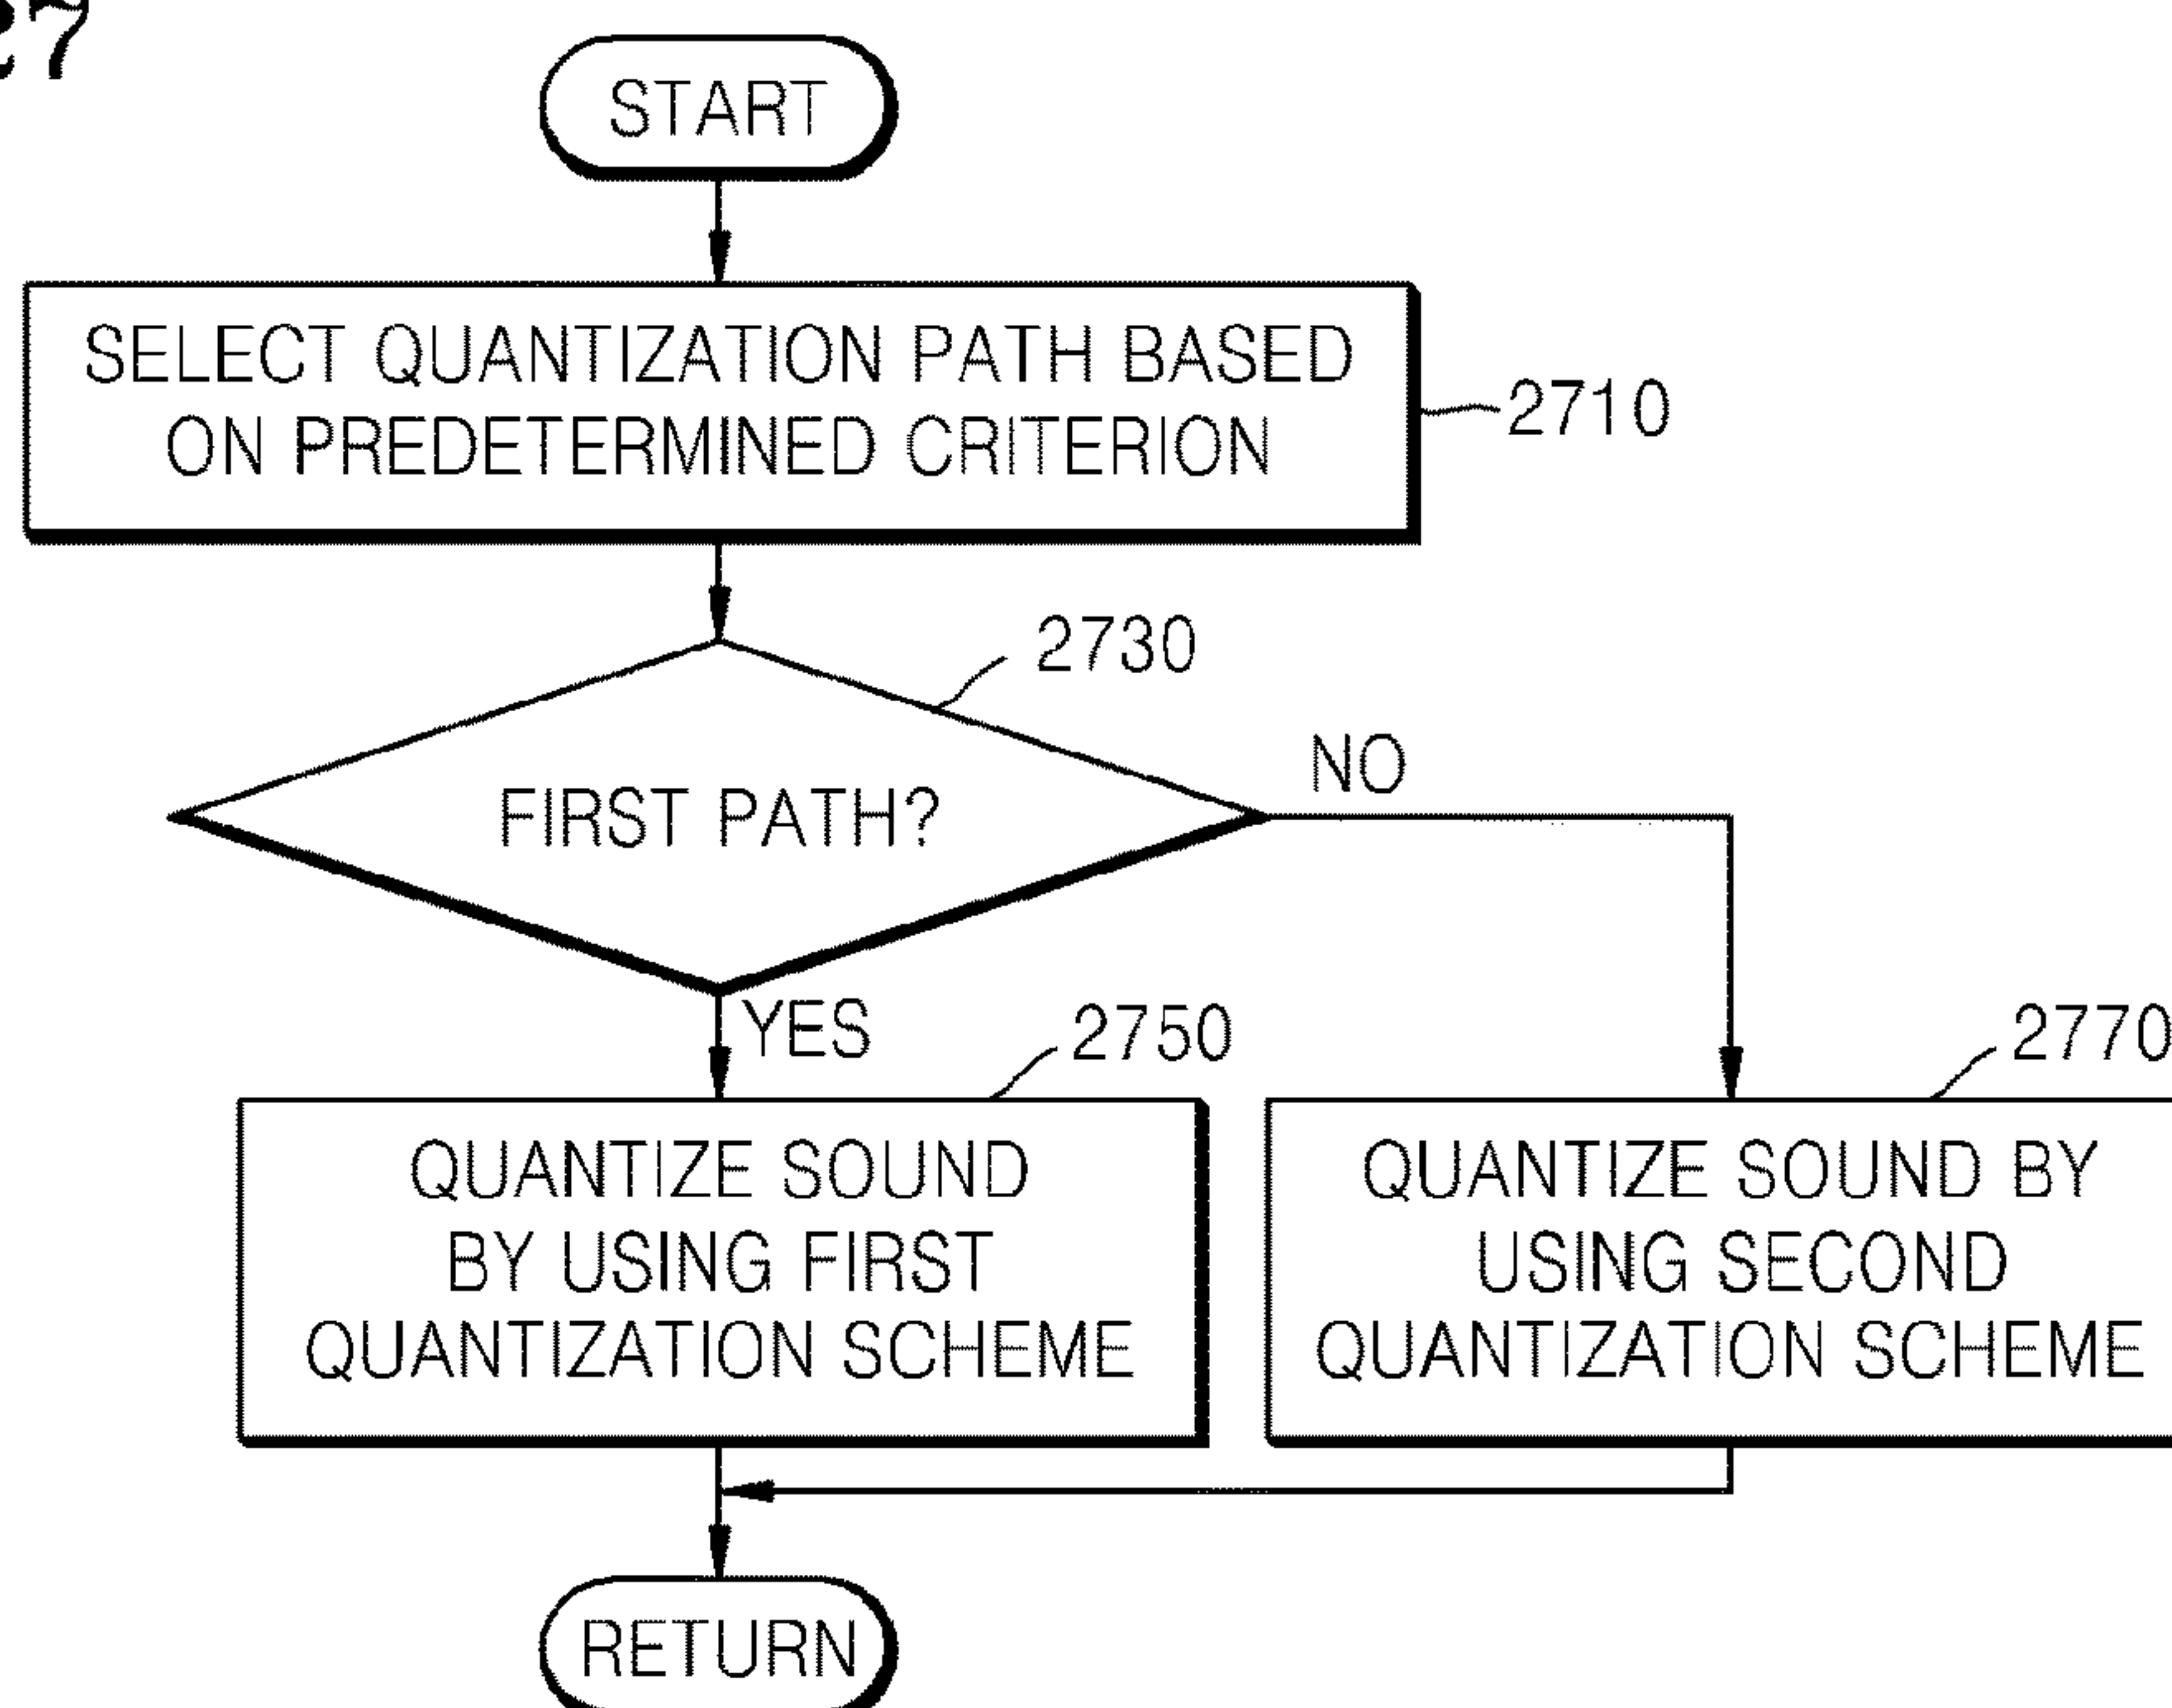 27
START
SELECT QUANTIZATION PATH BASED
ON PREDETERMINED CRITERION
2710
2730
FIRST PATH?
NO
YES
2750
2770
QUANTIZE SOUND
BY USING FIRST
QUANTIZATION SCHEME
QUANTIZE SOUND BY
USING SECOND
QUANTIZATION SCHEME
RETURN